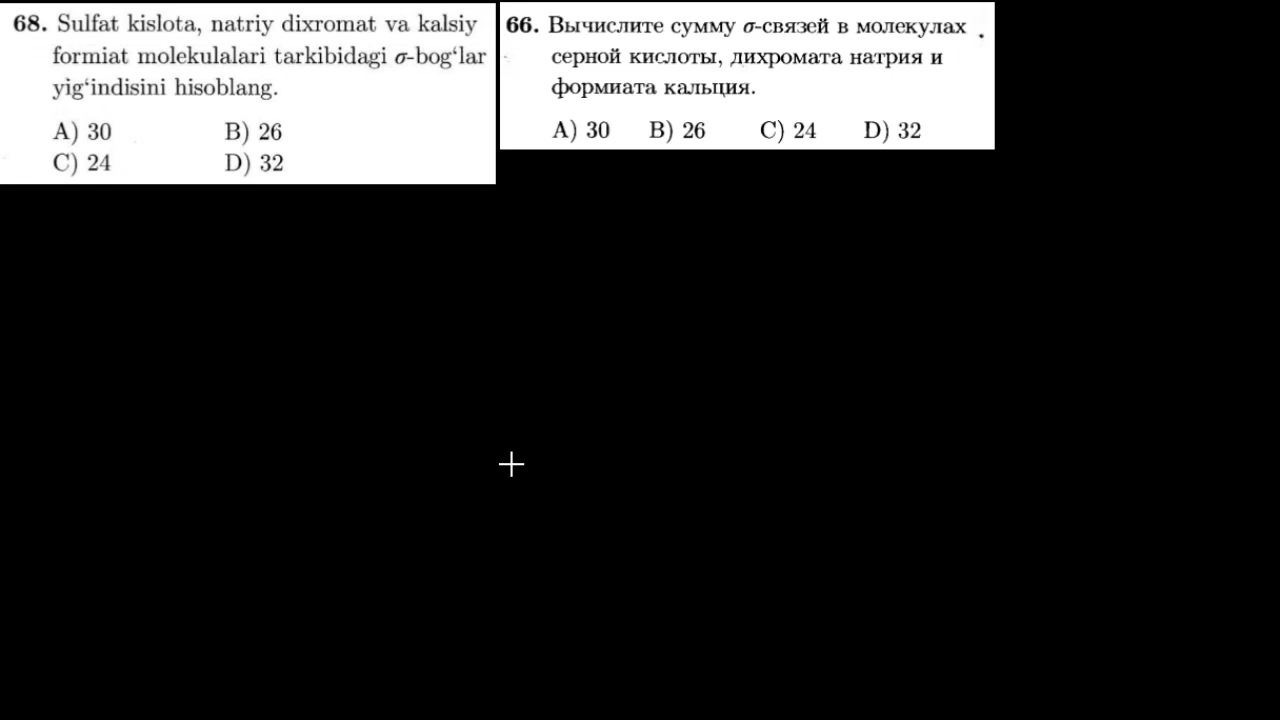 68. Sulfat kislota, natriy dixromat va kalsiy
formiat molekulalari tarkibidagi σ-bog‘lar
yig‘indisini hisoblang.
A) 30 B) 26
C) 24 D) 32
66. Вычислите сумму σ-связей в молекулах
серной кислоты, дихромата натрия и
формиата кальция.
A) 30 B) 26 C) 24 D) 32